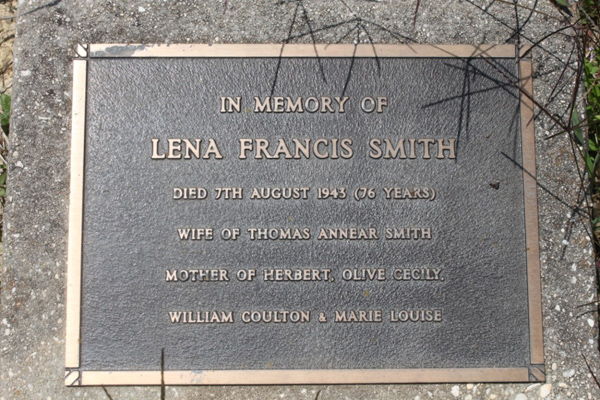 IN MEMORY OF
LENA FRANCIS SMITH
DIED 7TH AUGUST 1943 (76 YEARS)
WIFE OF THOMAS ANNEAR SMITH
MOTHER OF HERBERT, OLIVE CECILY,
WILLIAM COULTON & MARIE LOUISE